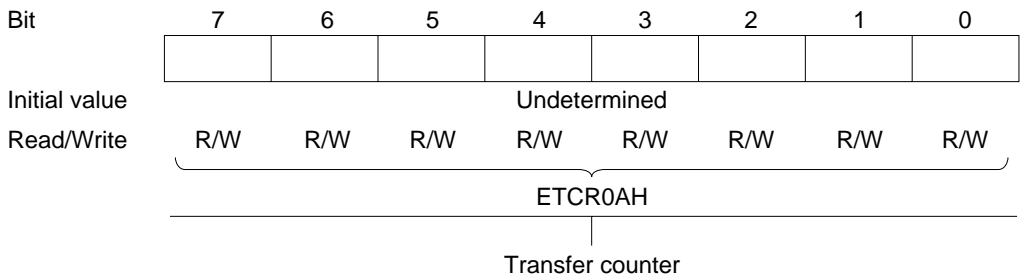 Bit 7 6 5 4 3 2 1 0
Initial value Undetermined
Read/Write R/W R/W R/W R/W R/W R/W R/W R/W
ETCR0AH
Transfer counter